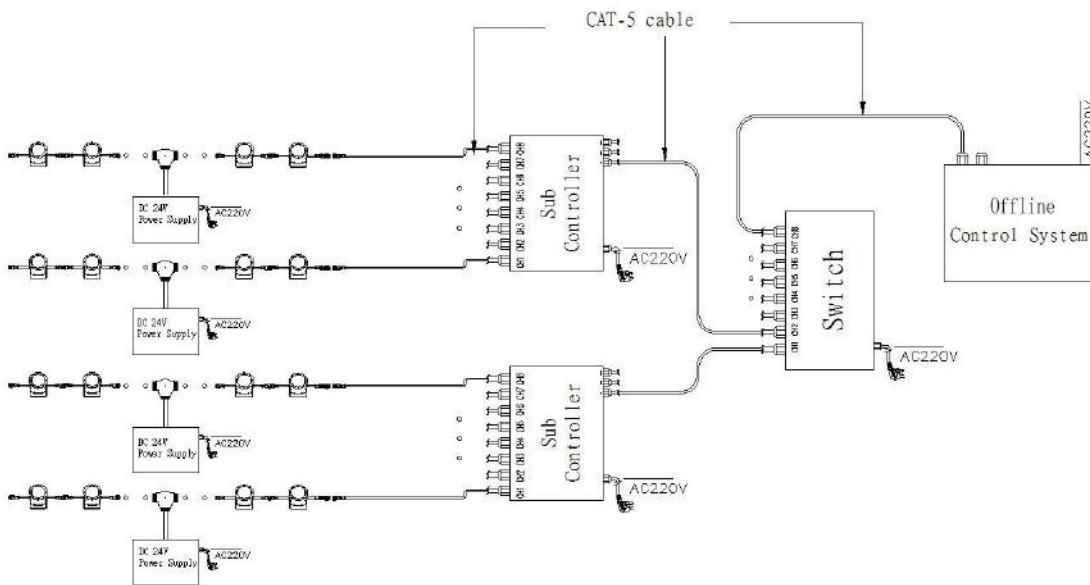 CAT-5 cable
AC220V
Offline
Control System
CH8
CH7
CH6
CH5
CH4
CH3
CH2
CH1
Sub
Controller
AC220V
CH8
CH7
CH6
CH5
CH4
CH3
CH2
CH1
Switch
AC220V
DC 24V
Power Supply
AC220V
DC 24V
Power Supply
AC220V
CH8
CH7
CH6
CH5
CH4
CH3
CH2
CH1
Sub
Controller
AC220V
DC 24V
Power Supply
AC220V
DC 24V
Power Supply
AC220V